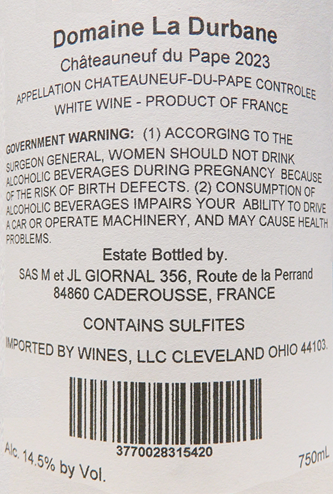 Domaine La Durbane
Châteauneuf du Pape 2023
APPELLATION CHATEAUNEUF-DU-PAPE CONTROLEE
WHITE WINE - PRODUCT OF FRANCE
GOVERNMENT WARNING: (1) ACCORGING TO THE
SURGEON GENERAL, WOMEN SHOULD NOT DRINK
ALCOHOLIC BEVERAGES DURING PREGNANCY BECAUSE
OF THE RISK OF BIRTH DEFECTS. (2) CONSUMPTION OF
ALCOHOLIC BEVERAGES IMPAIRS YOUR ABILITY TO DRIVE
A CAR OR OPERATE MACHINERY, AND MAY CAUSE HEALTH
PROBLEMS.
Estate Bottled by.
SAS M et JL GIORNAL 356, Route de la Perrand
84860 CADEROUSSE, FRANCE
CONTAINS SULFITES
IMPORTED BY WINES, LLC CLEVELAND OHIO 44103.
3770028315420
Alc. 14.5% by Vol.
750mL